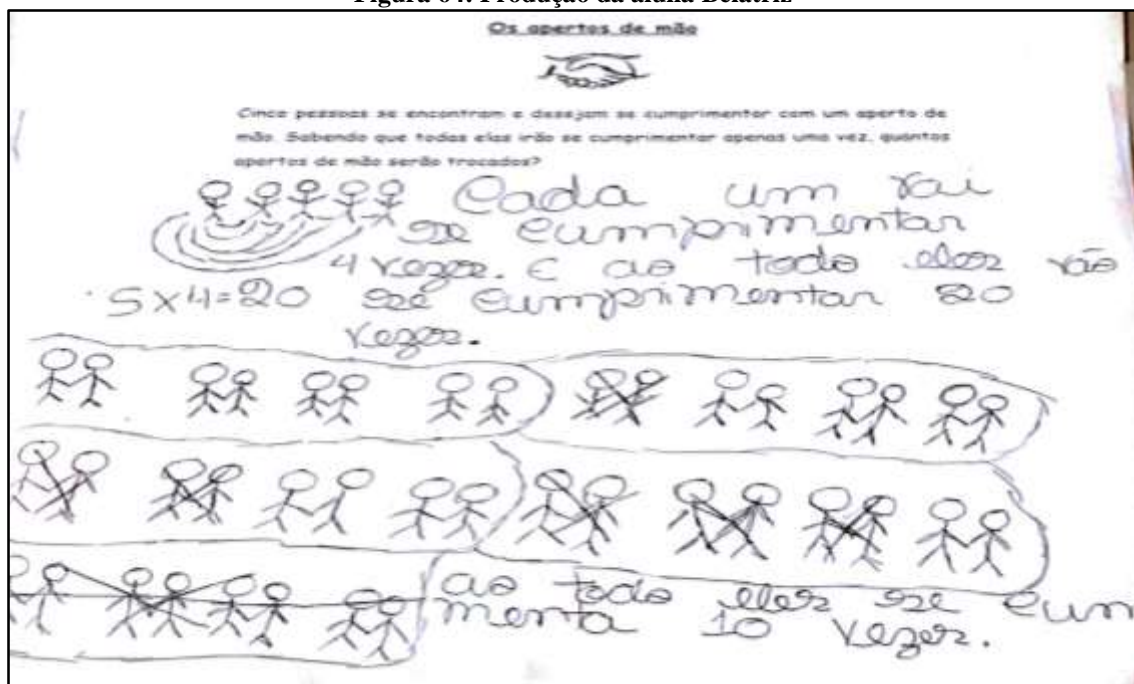 Figura 04: Produção da aluna Beiatriz
Os apertos de mão
Cinco pessoas se encontram e desejam se cumprimentar com um aperto de
mão. Sabendo que todas elas irão se cumprimentar apenas uma vez, quantos
apertos de mão serão trocados?
Cada um vai
se cumprimentar
4 vezes. E ao todo eles vão
5x4=20 se cumprimentar 20
vezes.
ao todo eles se cum
menta 10 vezes.